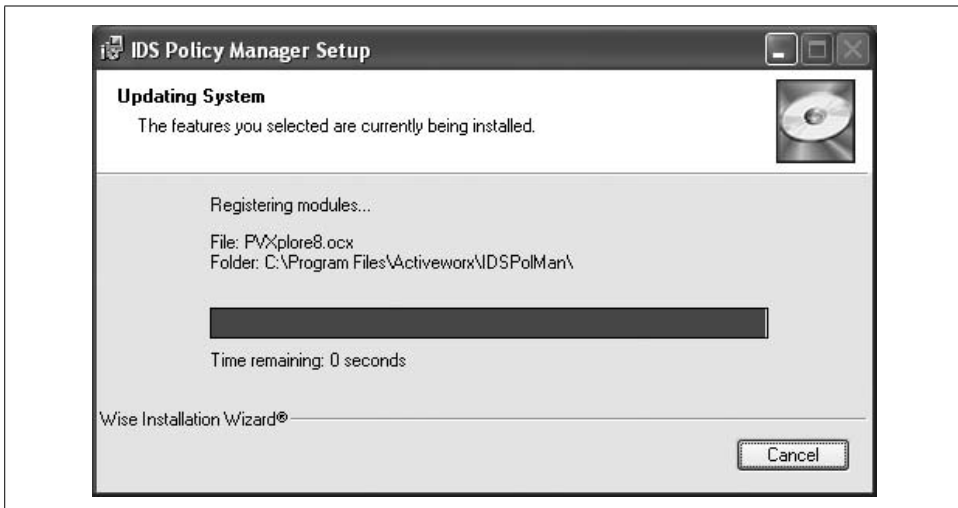 IDS Policy Manager Setup
Updating System
The features you selected are currently being installed.
Registering modules...
File: PVXplore8.ocx
Folder: C:\Program Files\Activeworx\IDSPolMan\
Time remaining: 0 seconds
Wise Installation Wizard®
Cancel